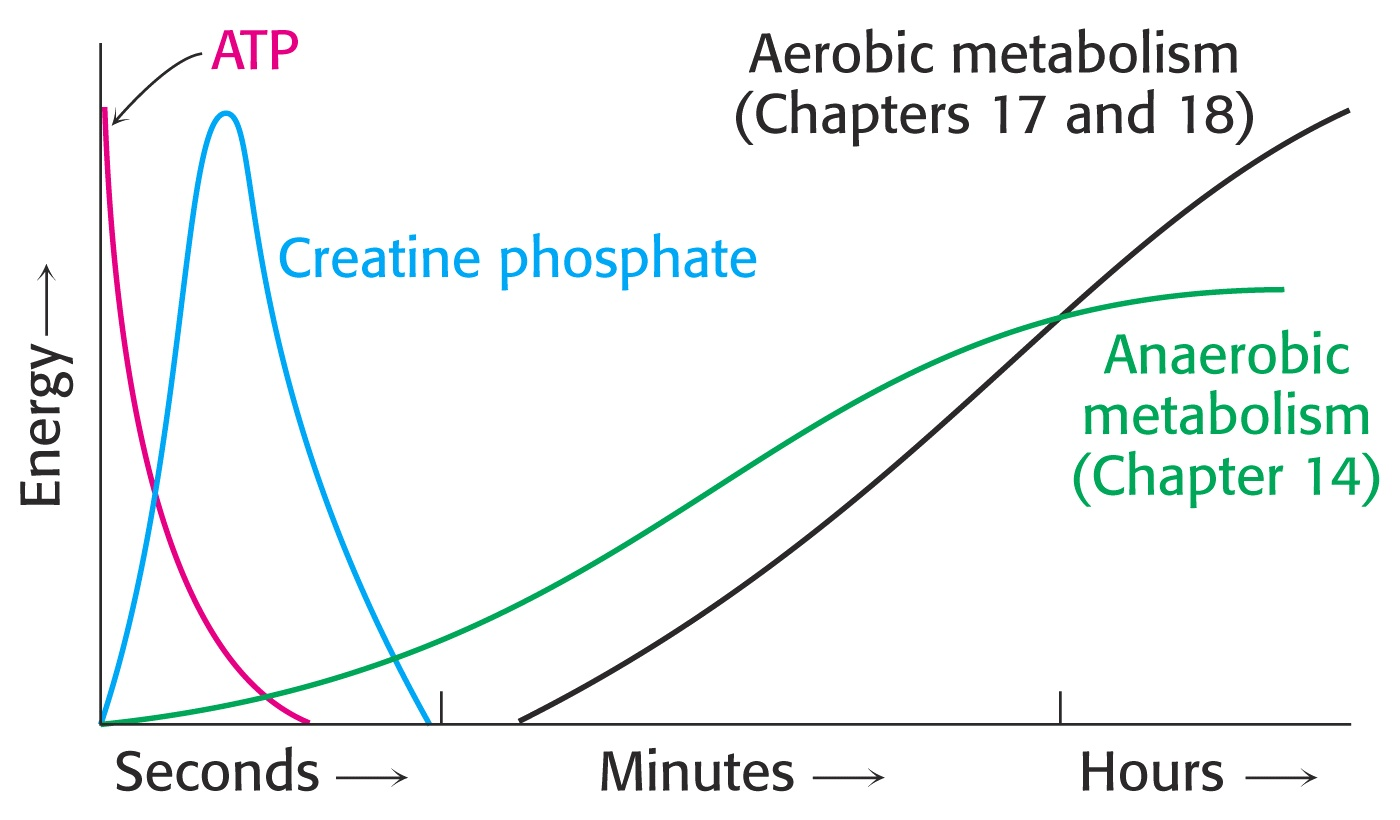 ATP
Aerobic metabolism
(Chapters 17 and 18)
Creatine phosphate
Energy
Anaerobic
metabolism
(Chapter 14)
Seconds
Minutes
Hours